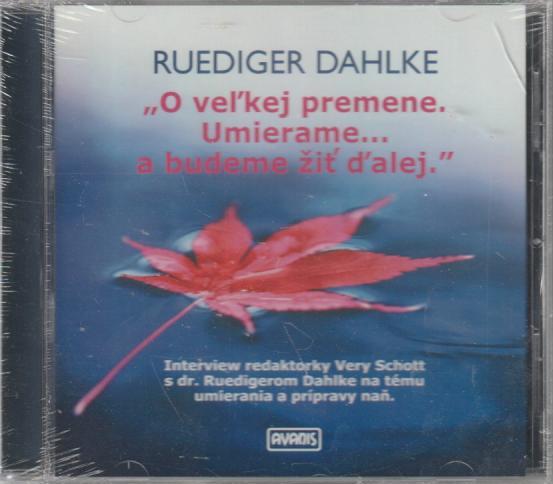 RUEDIGER DAHLKE
„O veľkej premene.
Umierame...
a budeme žiť ďalej.”
Interview redaktorky Very Schott
s dr. Ruedigerom Dahlke na tému
umierania a prípravy naň.
AVANIS